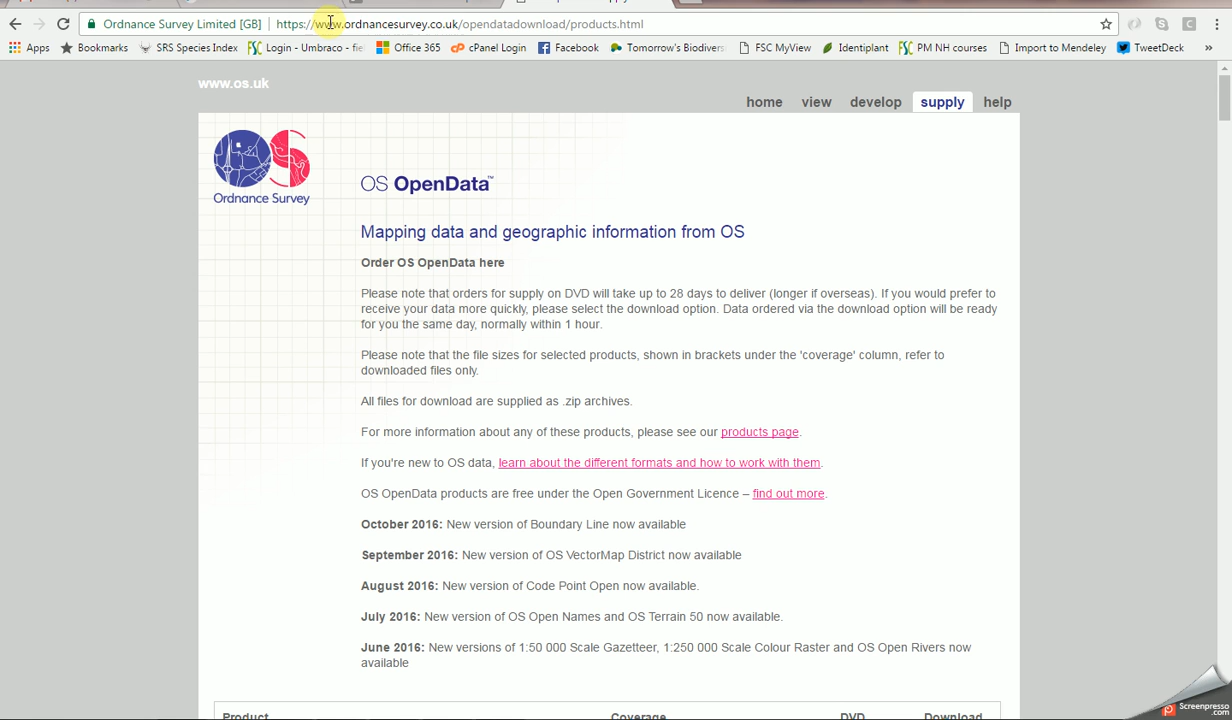 Ordnance Survey Limited [GB] https://www.ordnancesurvey.co.uk/opendatadownload/products.html
Apps Bookmarks SRS Species Index Login - Umbraco - fie Office 365 cPanel Login Facebook Tomorrow's Biodivers FSC MyView Identiplant PM NH courses Import to Mendeley TweetDeck »
www.os.uk
home view develop supply help
Ordnance Survey
OS OpenData™
Mapping data and geographic information from OS
Order OS OpenData here
Please note that orders for supply on DVD will take up to 28 days to deliver (longer if overseas). If you would prefer to
receive your data more quickly, please select the download option. Data ordered via the download option will be ready
for you the same day, normally within 1 hour.
Please note that the file sizes for selected products, shown in brackets under the 'coverage' column, refer to
downloaded files only.
All files for download are supplied as .zip archives.
For more information about any of these products, please see our products page.
If you're new to OS data, learn about the different formats and how to work with them.
OS OpenData products are free under the Open Government Licence – find out more.
October 2016: New version of Boundary Line now available
September 2016: New version of OS VectorMap District now available
August 2016: New version of Code Point Open now available.
July 2016: New version of OS Open Names and OS Terrain 50 now available.
June 2016: New versions of 1:50 000 Scale Gazetteer, 1:250 000 Scale Colour Raster and OS Open Rivers now
available
Product Coverage DVD Download
Screenpresso
.com